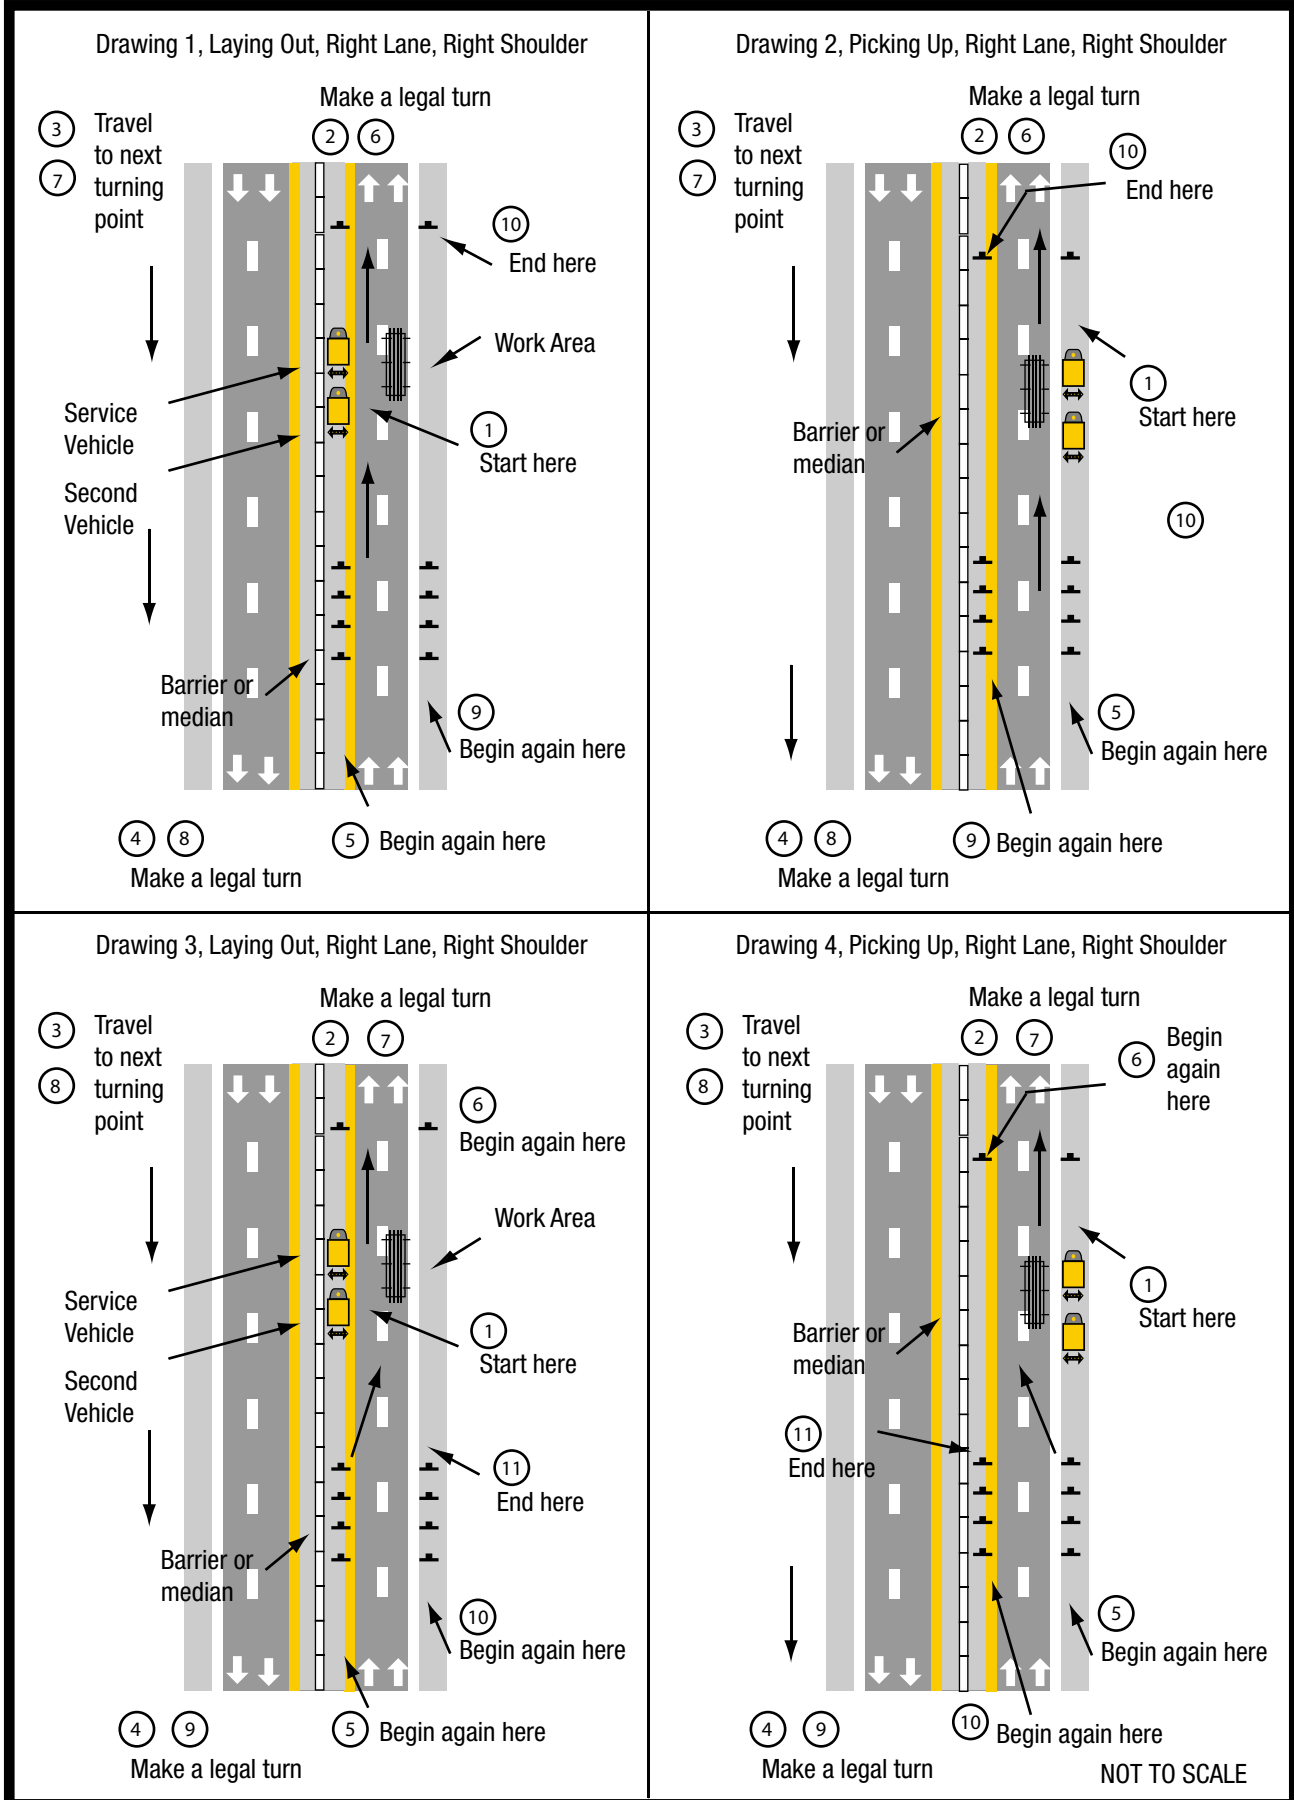 Drawing 1, Laying Out, Right Lane, Right Shoulder
Make a legal turn
3
Travel
to next
turning
point
7
2
6
10
End here
Work Area
Service
Vehicle
1
Start here
Second
Vehicle
Barrier or
median
9
Begin again here
4
8
Make a legal turn
5
Begin again here
Drawing 2, Picking Up, Right Lane, Right Shoulder
Make a legal turn
3
Travel
to next
turning
point
7
2
6
10
End here
1
Start here
Barrier or
median
10
5
Begin again here
4
8
Make a legal turn
9
Begin again here
Drawing 3, Laying Out, Right Lane, Right Shoulder
Make a legal turn
3
Travel
to next
turning
point
8
2
7
6
Begin again here
Work Area
Service
Vehicle
1
Start here
Second
Vehicle
11
End here
Barrier or
median
10
Begin again here
4
9
Make a legal turn
5
Begin again here
Drawing 4, Picking Up, Right Lane, Right Shoulder
Make a legal turn
3
Travel
to next
turning
point
8
2
7
6
Begin
again
here
1
Start here
Barrier or
median
11
End here
5
Begin again here
4
9
Make a legal turn
10
Begin again here
NOT TO SCALE